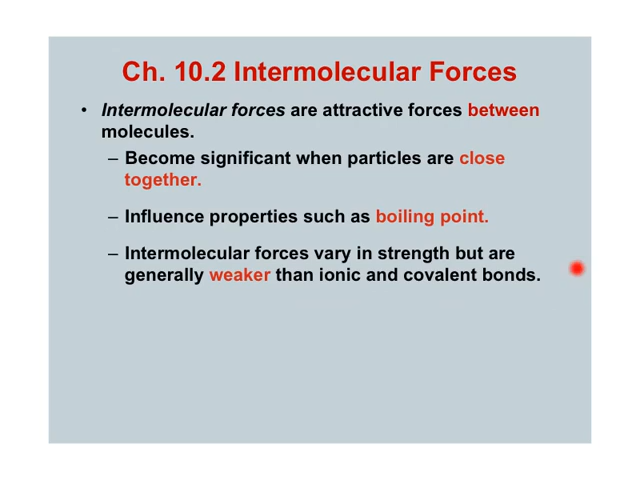 Ch. 10.2 Intermolecular Forces
• Intermolecular forces are attractive forces between
molecules.
– Become significant when particles are close
together.
– Influence properties such as boiling point.
– Intermolecular forces vary in strength but are
generally weaker than ionic and covalent bonds.